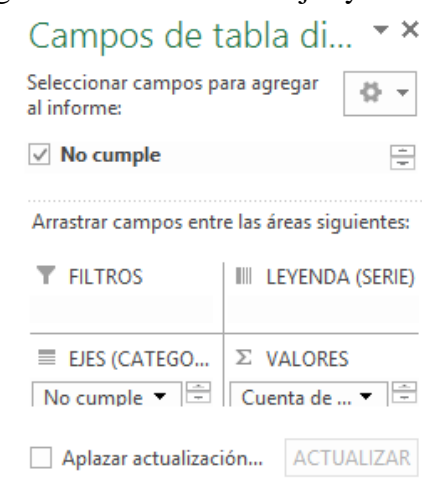 Campos de tabla di...
Seleccionar campos para agregar
al informe:
No cumple
Arrastrar campos entre las áreas siguientes:
FILTROS
LEYENDA (SERIE)
EJES (CATEGO...
Σ VALORES
No cumple
Cuenta de ...
Aplazar actualización...
ACTUALIZAR